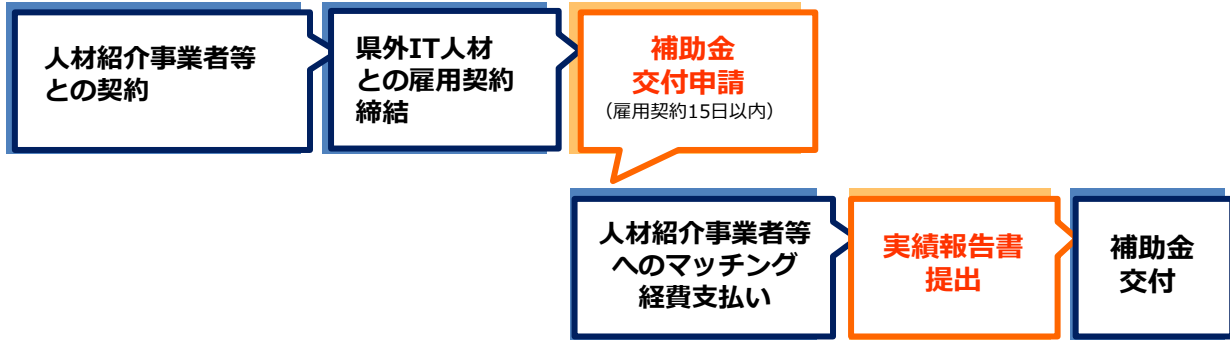 人材紹介事業者等
との契約
県外IT人材
との雇用契約
締結
補助金
交付申請
（雇用契約15日以内）
人材紹介事業者等
へのマッチング
経費支払い
実績報告書
提出
補助金
交付